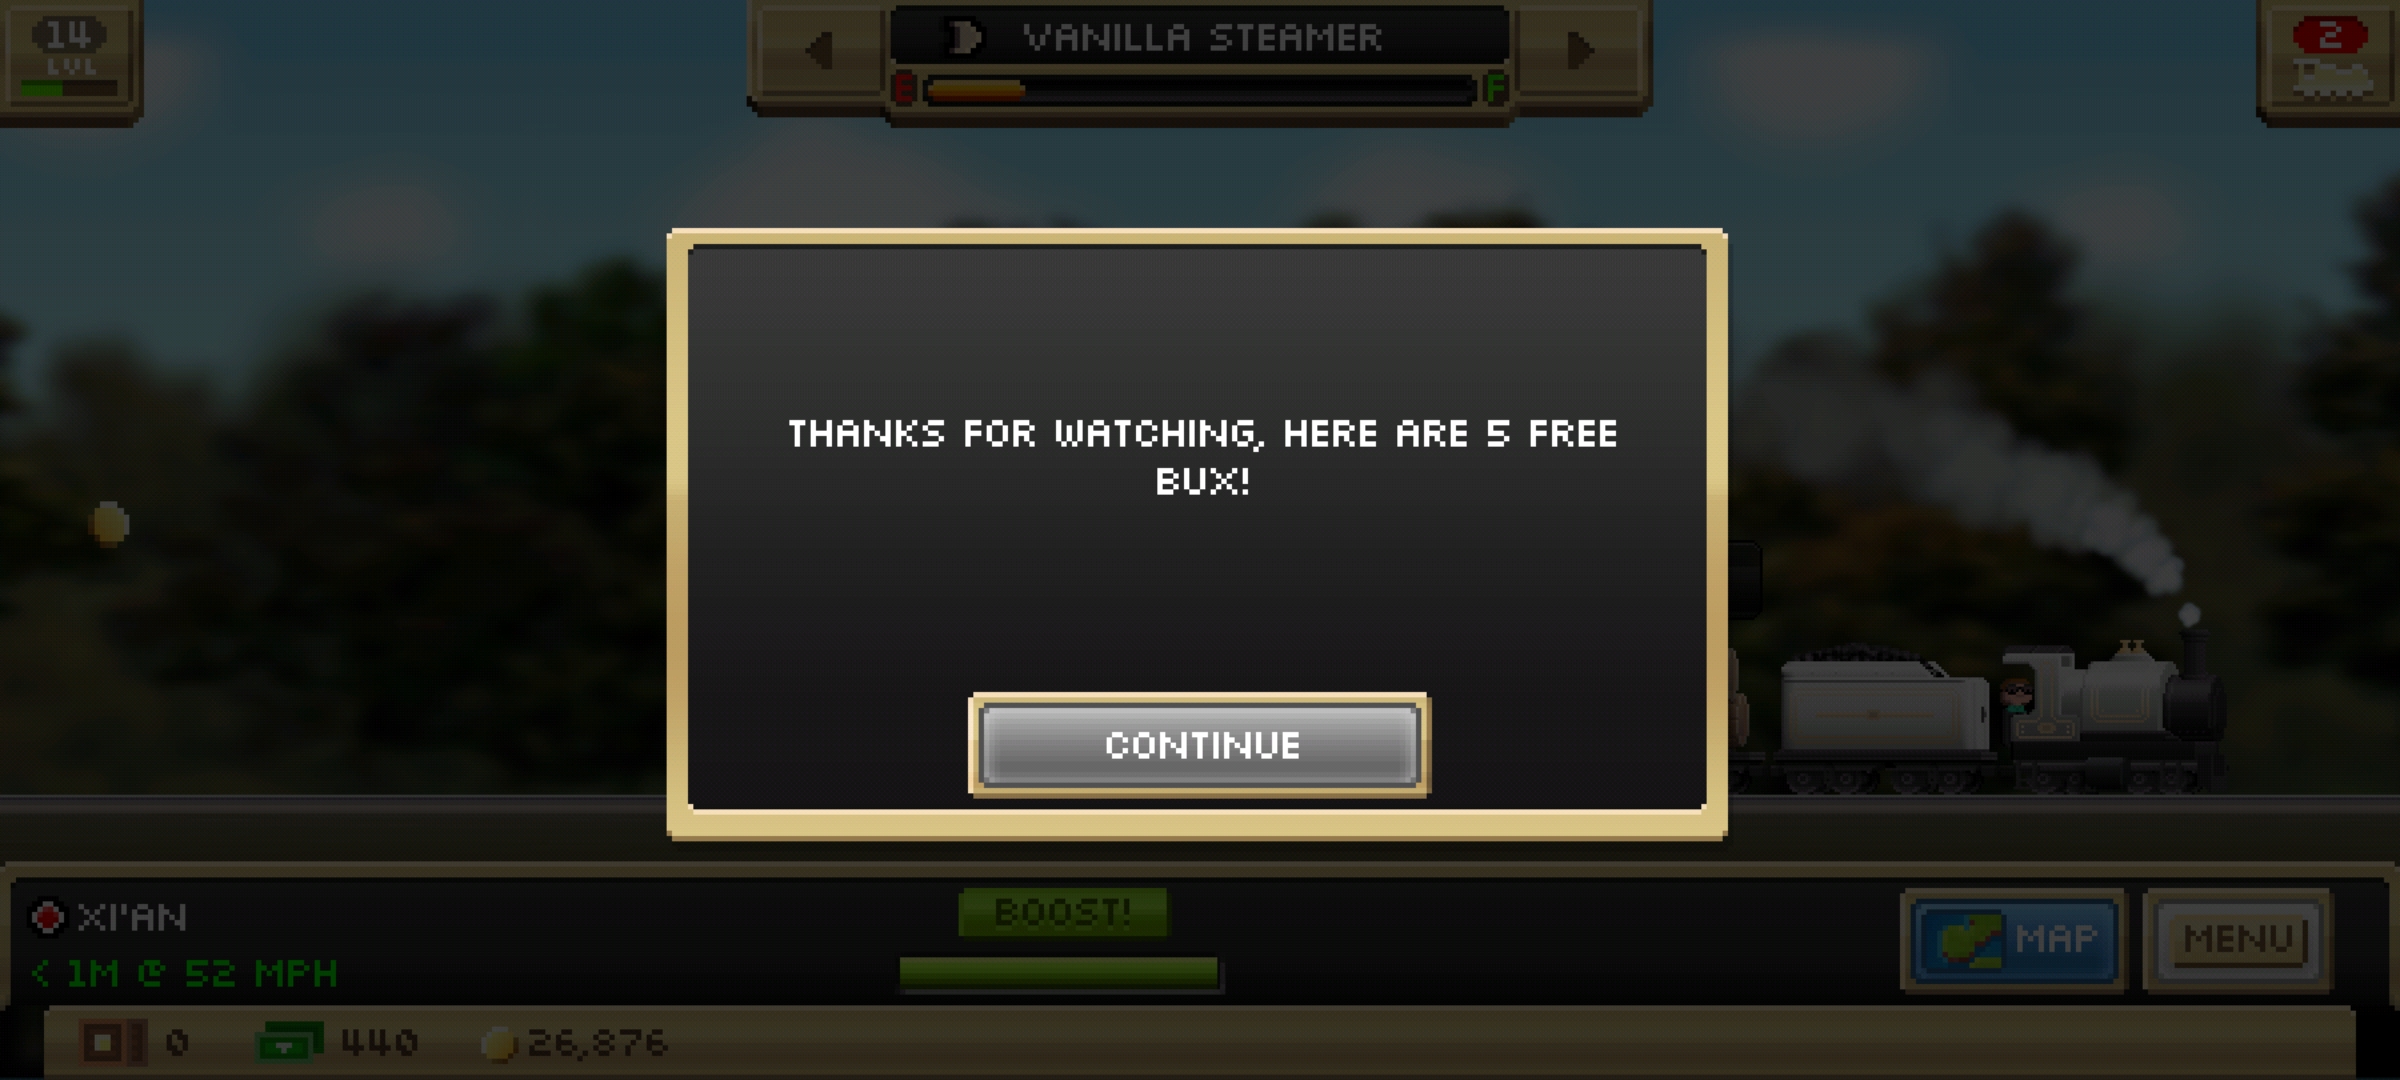 14
LVL
VANILLA STEAMER
E F
2
THANKS FOR WATCHING, HERE ARE 5 FREE
BUX!
CONTINUE
XI'AN
< 1M @ 52 MPH
BOOST!
MAP
MENU
0
440
26,876